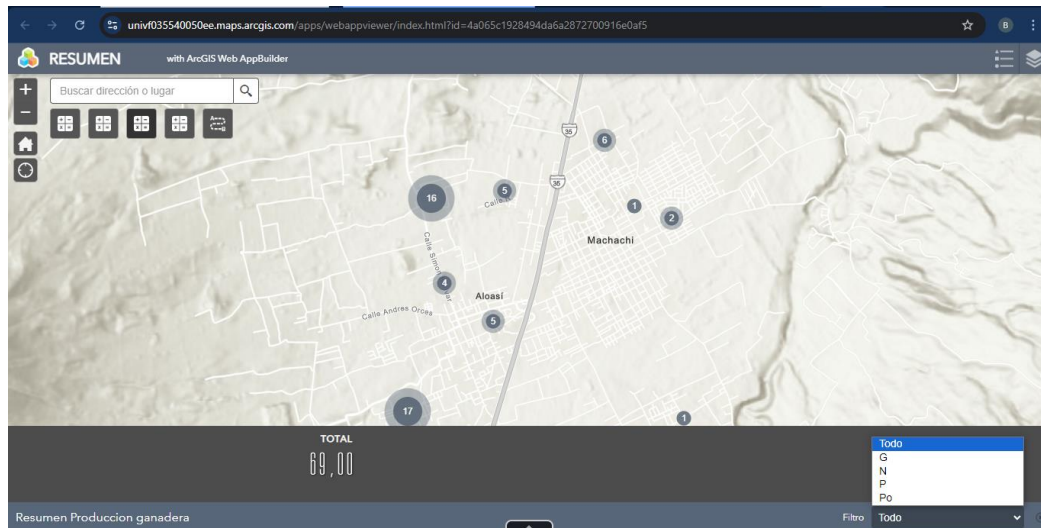 univf035540050ee.maps.arcgis.com/apps/webappviewer/index.html?id=4a065c1928494da6a2872700916e0af5
B
RESUMEN
with ArcGIS Web AppBuilder
+
Buscar dirección o lugar
−
35
6
35
16
5
1
2
Machachi
4
Aloasí
Calle Andres Orces
5
17
1
TOTAL
69,00
Todo
G
N
P
Po
Resumen Produccion ganadera
Filtro
Todo